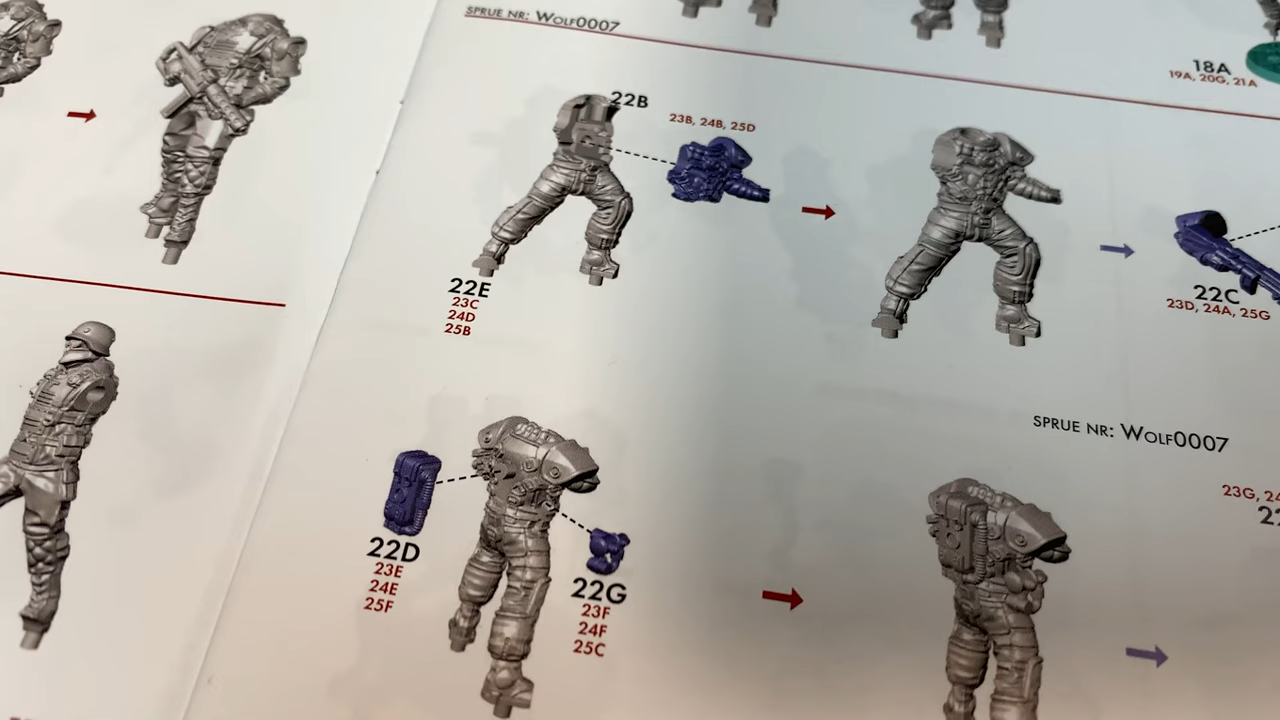 SPRUE NR: WOLF0007
18A
19A, 20G, 21A
22B
23B, 24B, 25D
22E
23C
24D
25B
22C
23D, 24A, 25G
SPRUE NR: WOLF0007
22D
23E
24E
25F
22G
23F
24F
25C
23G,